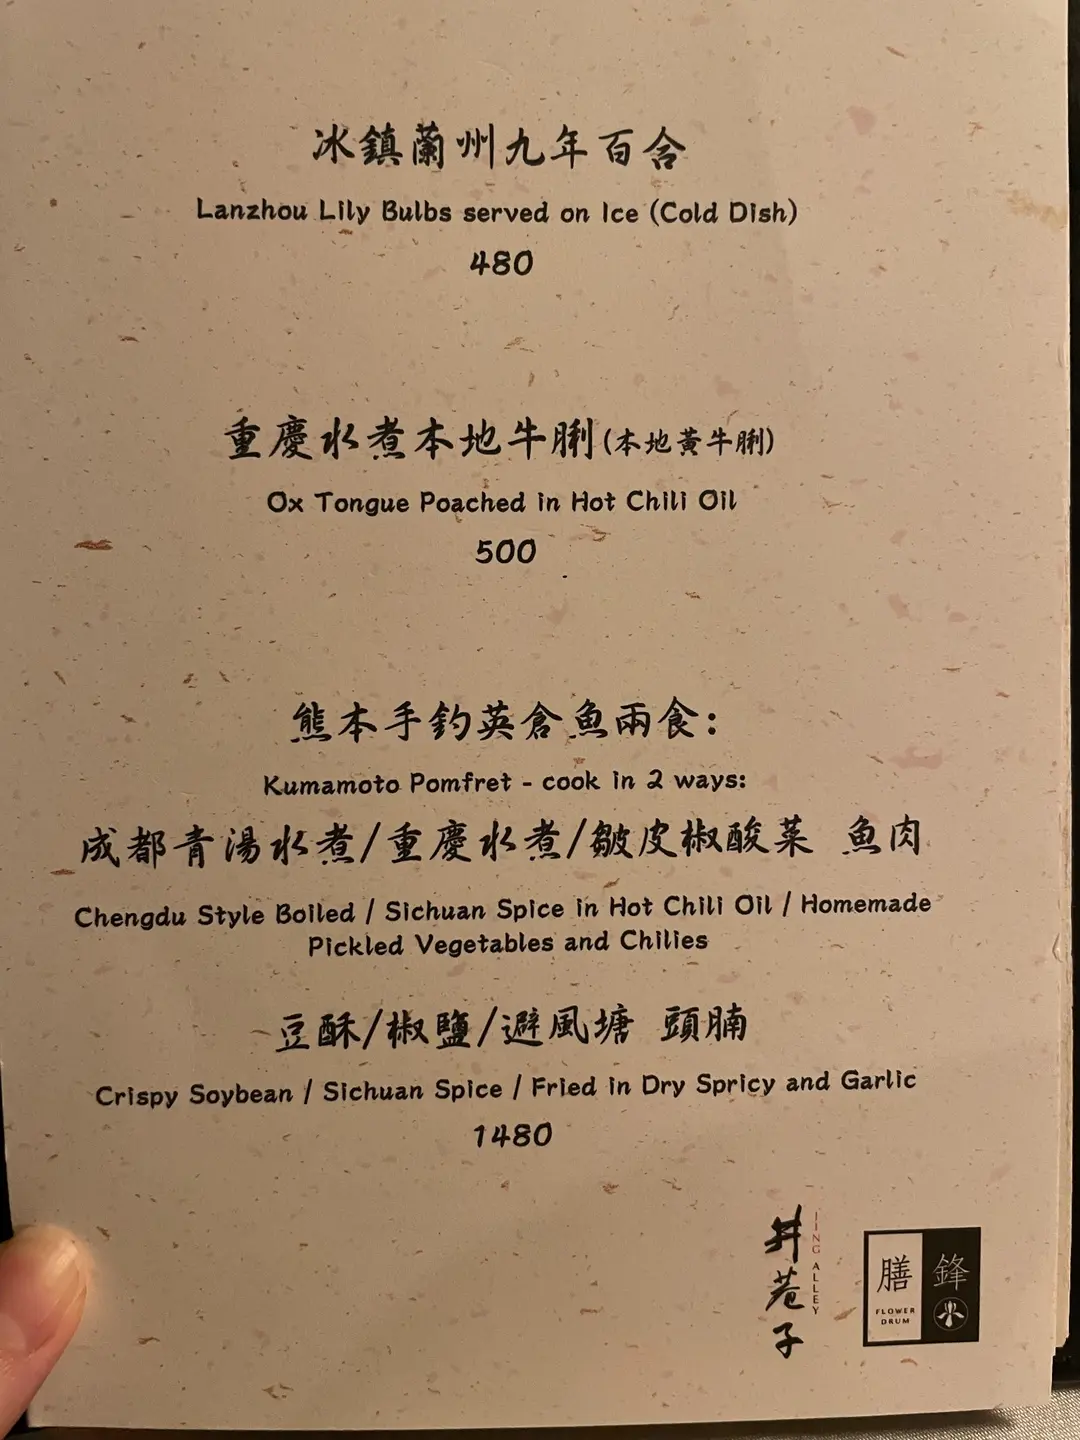 冰鎮蘭州九年百合
Lanzhou Lily Bulbs served on Ice (Cold Dish)
480
重慶水煮本地牛脷(本地黃牛脷)
Ox Tongue Poached in Hot Chili Oil
500
熊本手釣英倉魚兩食:
Kumamoto Pomfret - cook in 2 ways:
成都青湯水煮/重慶水煮/皺皮椒酸菜 魚肉
Chengdu Style Boiled / Sichuan Spice in Hot Chili Oil / Homemade
Pickled Vegetables and Chilies
豆酥/椒鹽/避風塘 頭腩
Crispy Soybean / Sichuan Spice / Fried in Dry Spricy and Garlic
1480
井巷子
JING ALLEY
膳鋒
FLOWER
DRUM